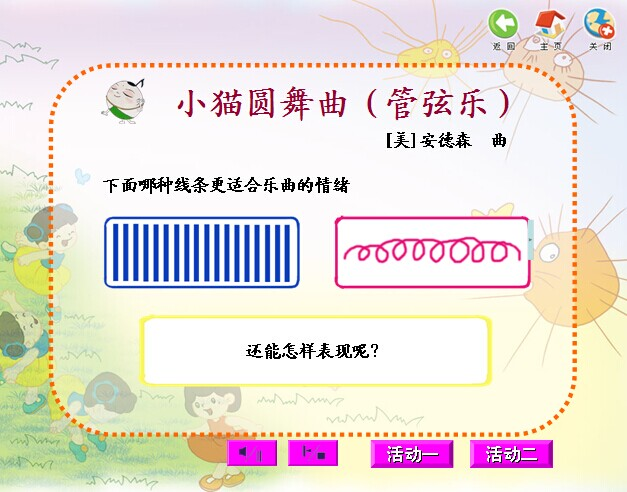 返回 主页 关闭
小猫圆舞曲（管弦乐）
[美]安德森 曲
下面哪种线条更适合乐曲的情绪
还能怎样表现呢？
活动一 活动二